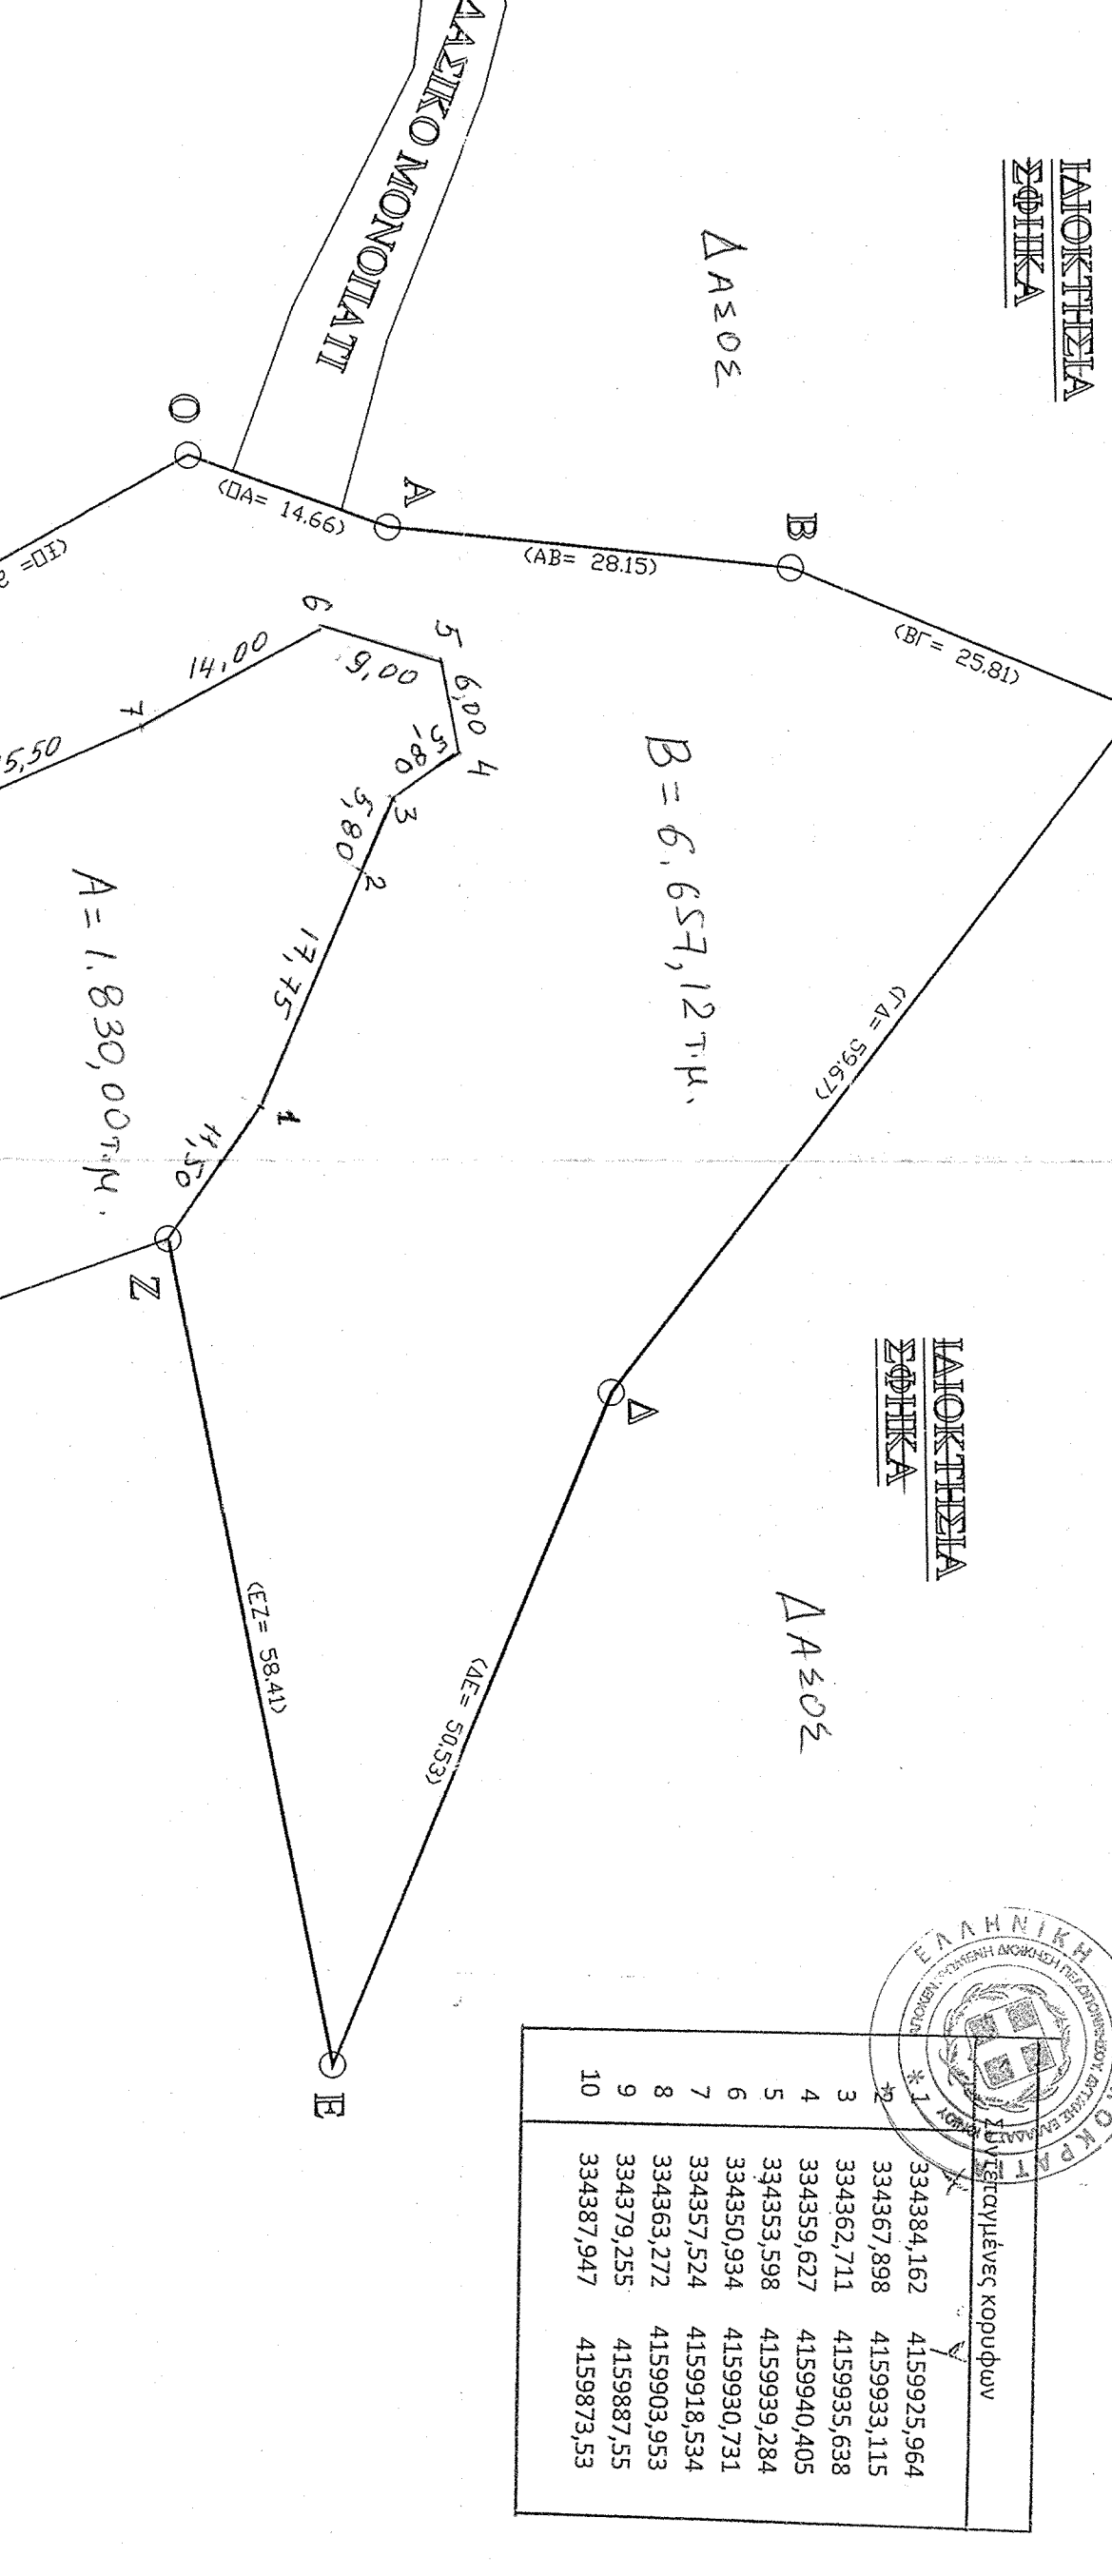 ΙΔΙΟΚΤΗΣΙΑ
ΣΦΗΚΑ
ΔΑΣΟΣ
ΔΑΣΙΚΟ ΜΟΝΟΠΑΤΙ
Ο
(ΟΑ= 14.66)
Α
(ΑΒ= 28.15)
Β
(ΒΓ= 25.81)
(ΓΔ= 59.67)
Δ
(ΔΕ= 50.53)
Ε
(ΕΖ= 58.41)
Ζ
(ΙΟ= 2
6
5
6,00
4
5,80
3
5,80
2
17,75
1
14,00
7
5,50
Β = 6.657,12 τ.μ.
Α = 1.830,00 τ.μ.
ΙΔΙΟΚΤΗΣΙΑ
ΣΦΗΚΑ
ΔΑΣΟΣ
ΕΛΛΗΝΙΚΗ
Συντεταγμένες κορυφων
Χ
*1 334384,162 4159925,964
*2 334367,898 4159933,115
3 334362,711 4159935,638
4 334359,627 4159940,405
5 334353,598 4159939,284
6 334350,934 4159930,731
7 334357,524 4159918,534
8 334363,272 4159903,953
9 334379,255 4159887,55
10 334387,947 4159873,53